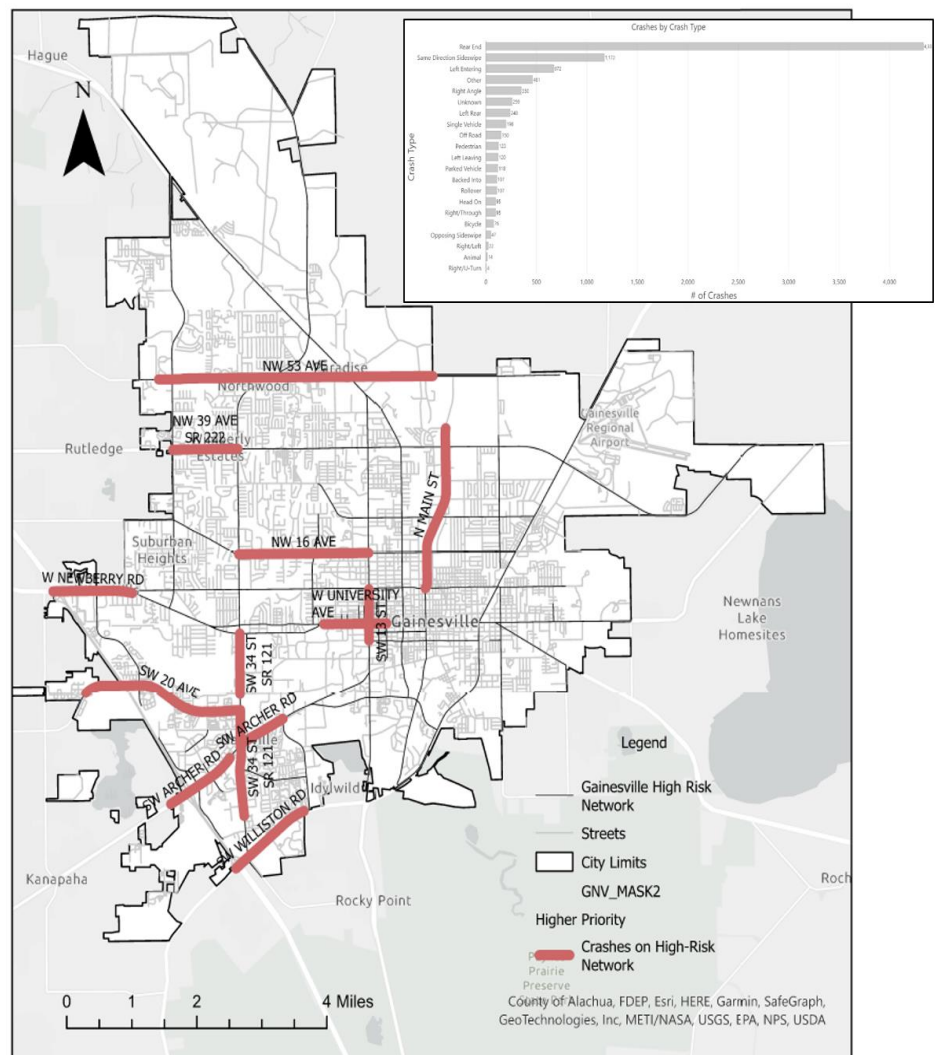 Crashes by Crash Type
Rear End
Same Direction Sideswipe
1,173
Left Entering
672
Other
Right Angle
Unknown
Left Rear
Single Vehicle
Off Road
Pedestrian
122
Left Leaving
120
Parked Vehicle
Backed Into
Rollover
Head On
Right/Through
Bicycle
Opposing Sideswipe
Right/Left
Animal
Right/U-Turn
Crash Type
0
500
1,000
1,500
2,000
2,500
3,000
3,500
4,000
# of Crashes
Hague
N
NW 53 AVE
Northwood
NW 39 AVE
SR 222
Estates
Rutledge
Gainesville
Regional
Airport
N MAIN ST
NW 16 AVE
Suburban
Heights
W NEWBERRY RD
W UNIVERSITY
AVE
Gainesville
SW 13 ST
Newnans
Lake
Homesites
SW 34 ST
SR 121
SW 20 AVE
SW ARCHER RD
SW ARCHER RD
SW 34 ST
SR 121
Idylwild
SW WILLISTON RD
Kanapaha
Rocky Point
Roch
Legend
Gainesville High Risk
Network
Streets
City Limits
GNV_MASK2
Higher Priority
Crashes on High-Risk
Network
Prairie
Preserve
0 2 4 Miles
County of Alachua, FDEP, Esri, HERE, Garmin, SafeGraph,
GeoTechnologies, Inc, METI/NASA, USGS, EPA, NPS, USDA